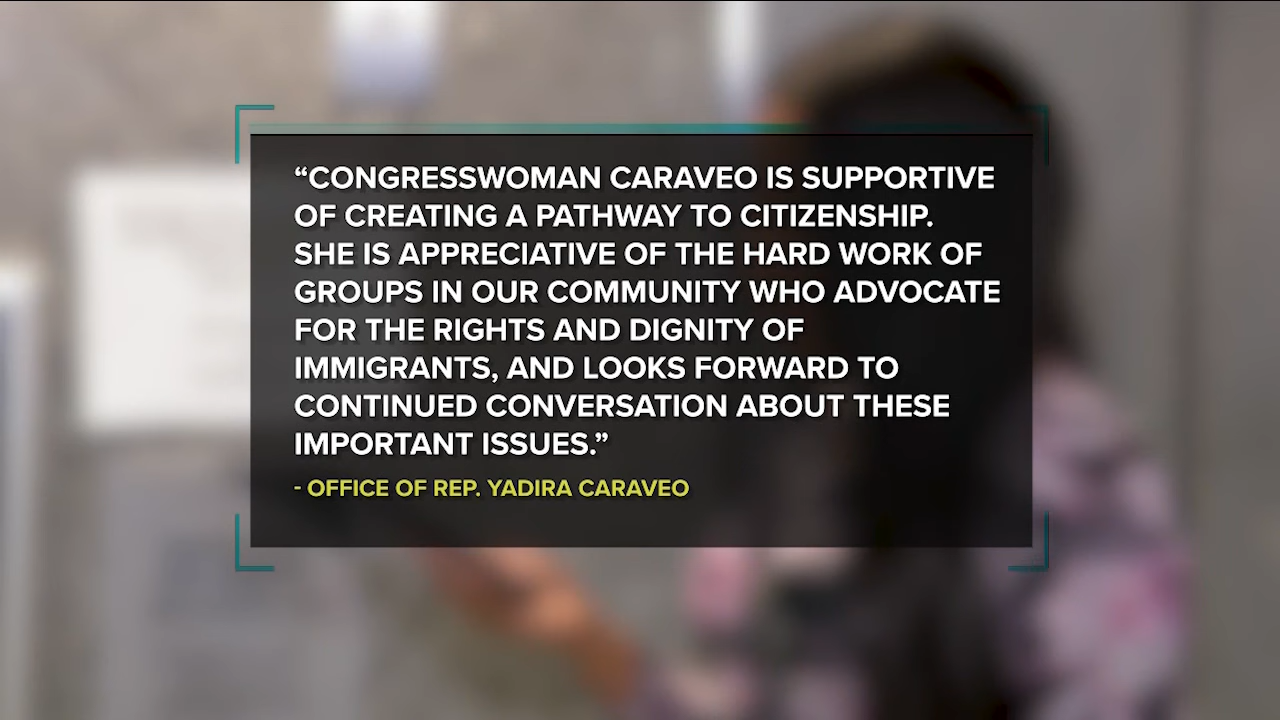 “CONGRESSWOMAN CARAVEO IS SUPPORTIVE
OF CREATING A PATHWAY TO CITIZENSHIP.
SHE IS APPRECIATIVE OF THE HARD WORK OF
GROUPS IN OUR COMMUNITY WHO ADVOCATE
FOR THE RIGHTS AND DIGNITY OF
IMMIGRANTS, AND LOOKS FORWARD TO
CONTINUED CONVERSATION ABOUT THESE
IMPORTANT ISSUES.”
- OFFICE OF REP. YADIRA CARAVEO